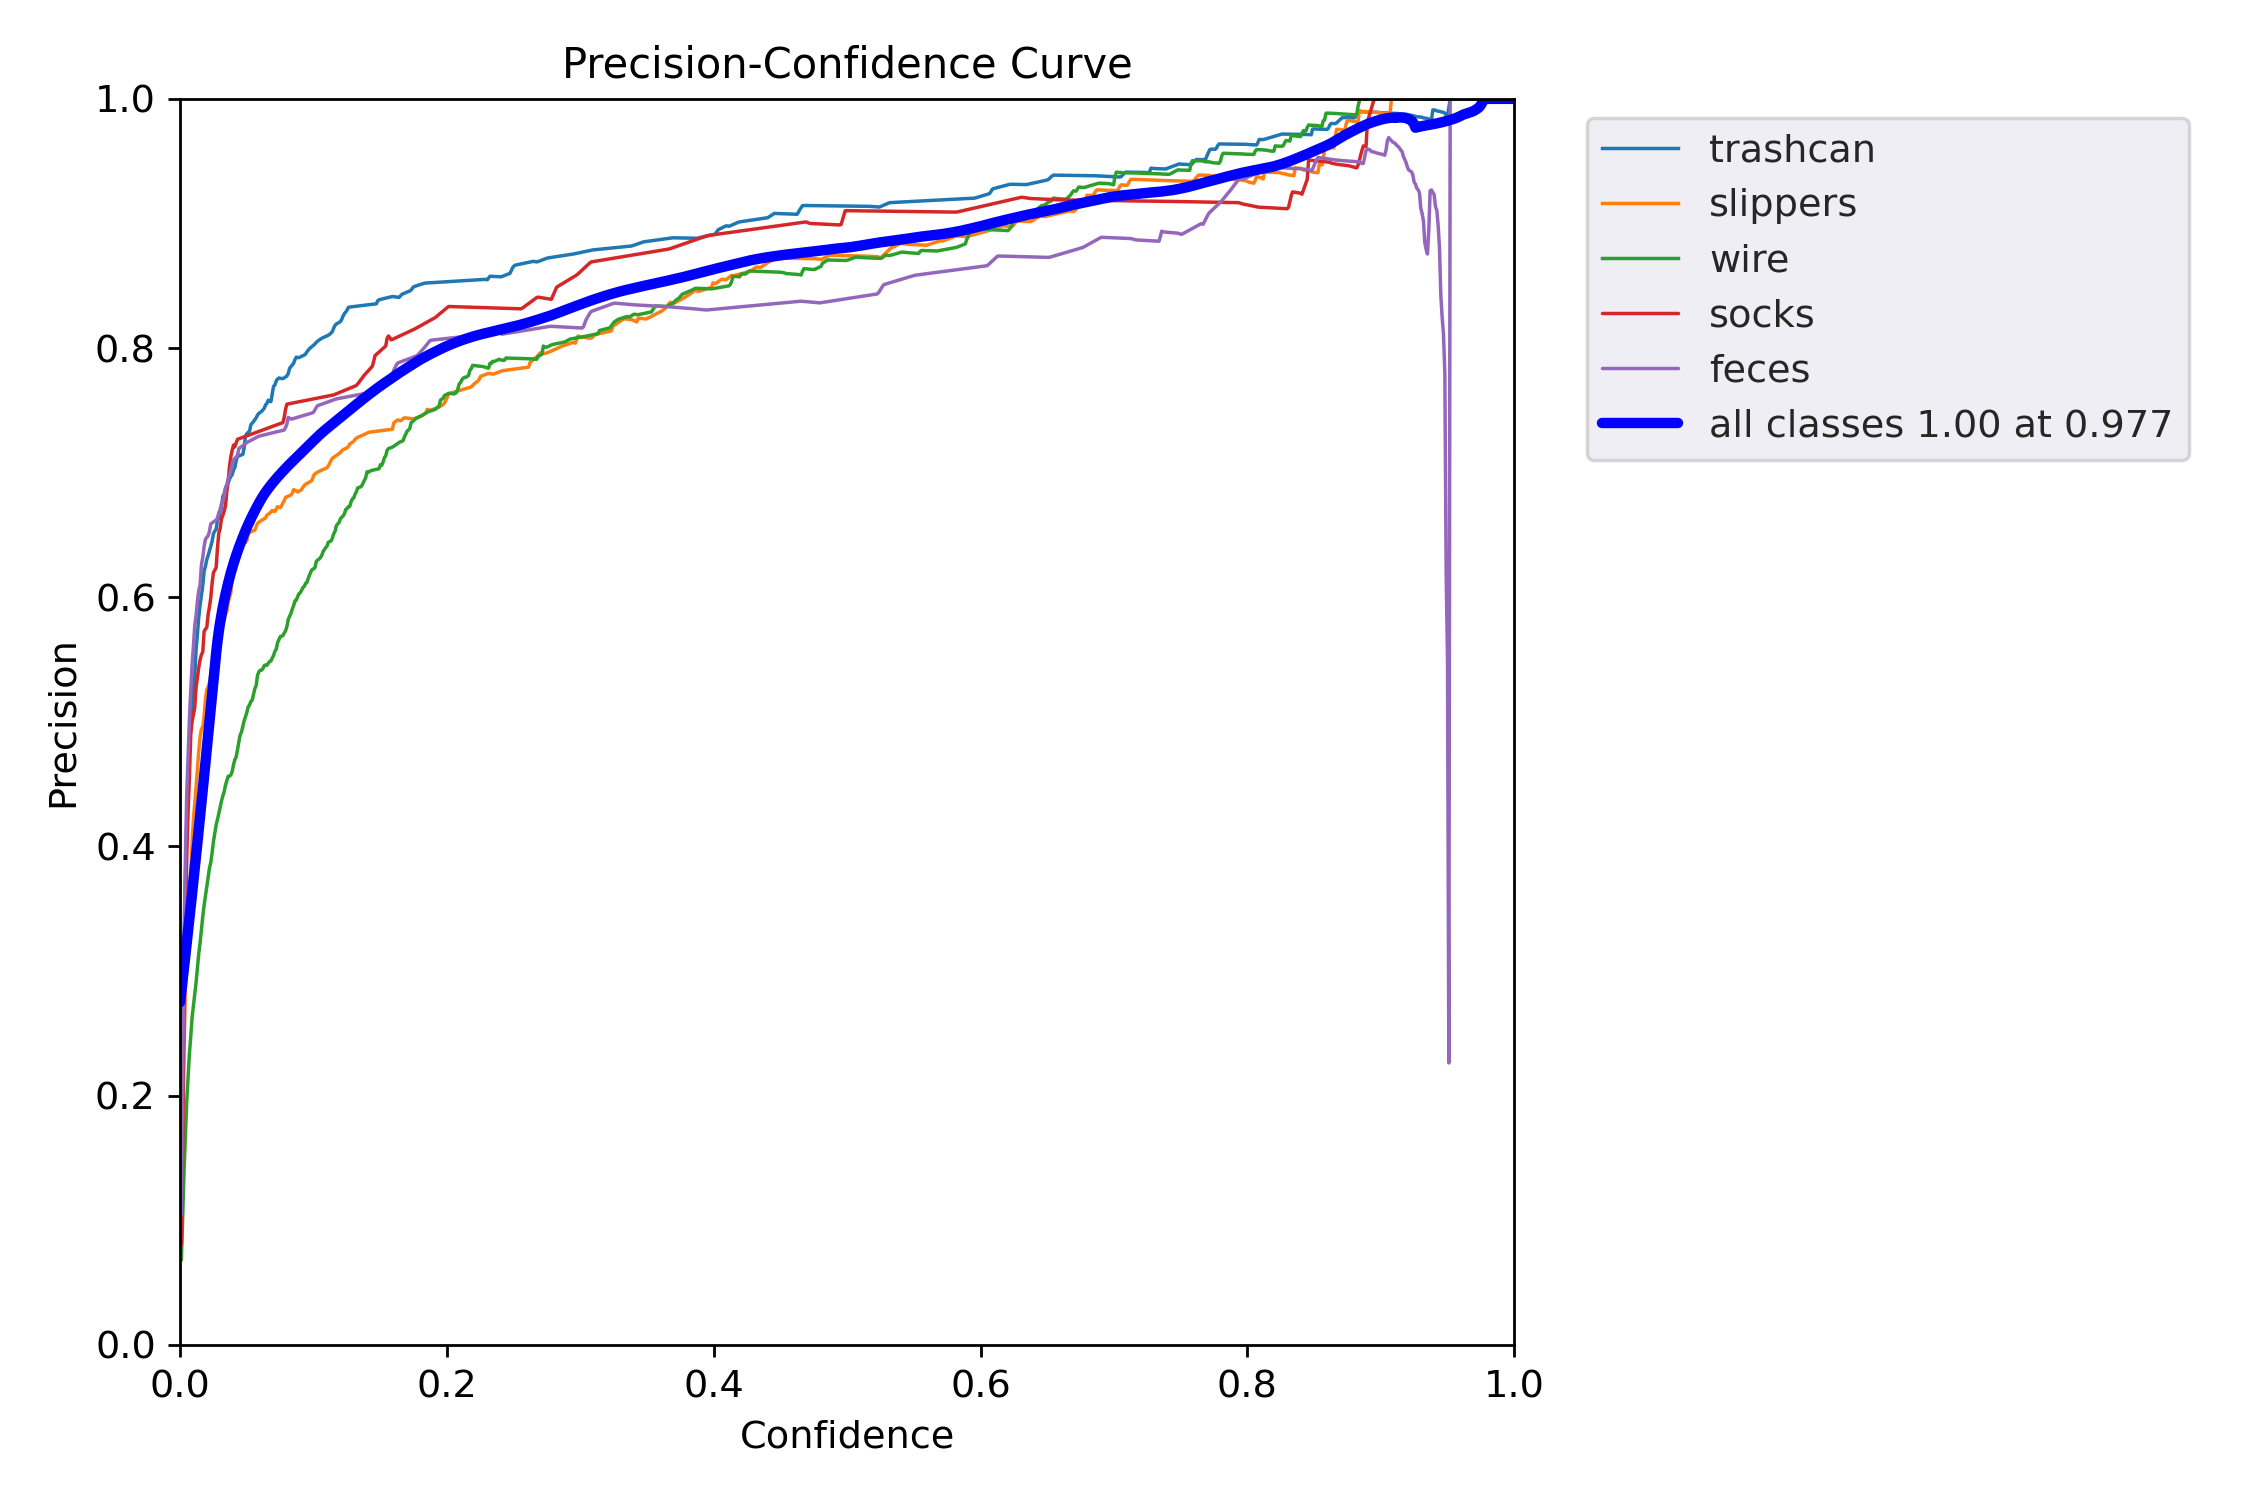 Precision-Confidence Curve
1.0
0.8
0.6
0.4
0.2
0.0
Precision
0.0 0.2 0.4 0.6 0.8 1.0
Confidence
trashcan
slippers
wire
socks
feces
all classes 1.00 at 0.977